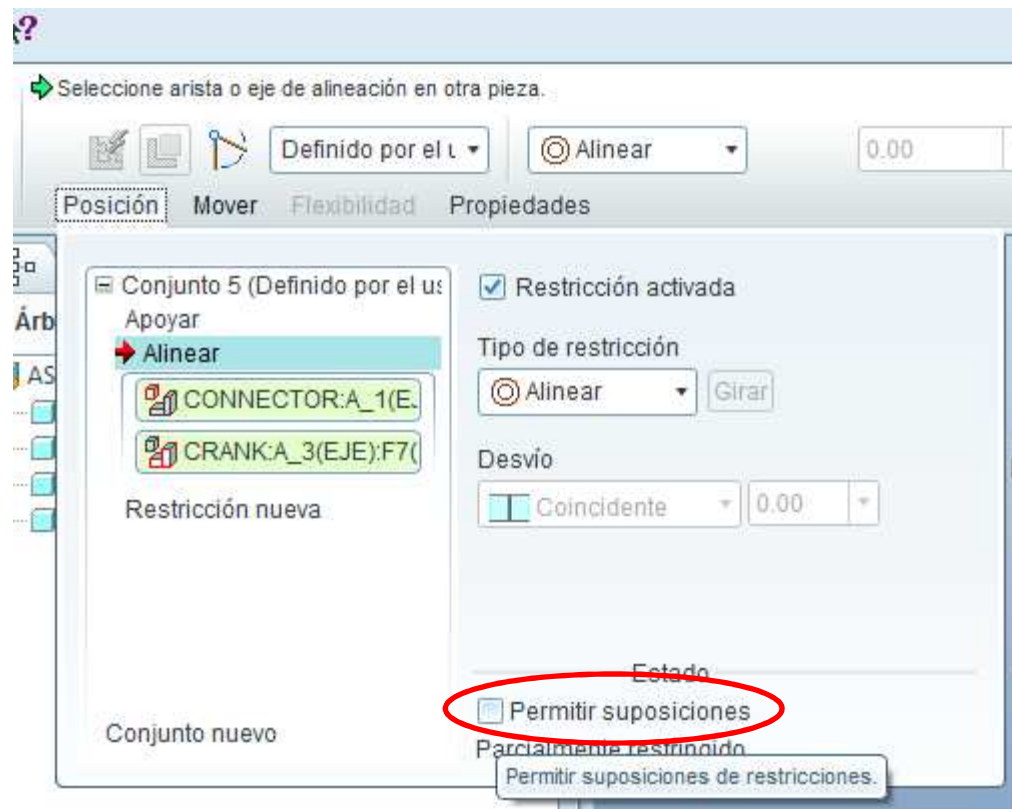 ?
Seleccione arista o eje de alineación en otra pieza.
Definido por el u Alinear 0.00
Posición Mover Flexibilidad Propiedades
Conjunto 5 (Definido por el us
Apoyar
Alinear
CONNECTOR:A_1(E
CRANK:A_3(EJE):F7(
Restricción nueva
Conjunto nuevo
Árb
AS
Restricción activada
Tipo de restricción
Alinear Girar
Desvío
Coincidente 0.00
Estado
Permitir suposiciones
Parcialmente restringido
Permitir suposiciones de restricciones.